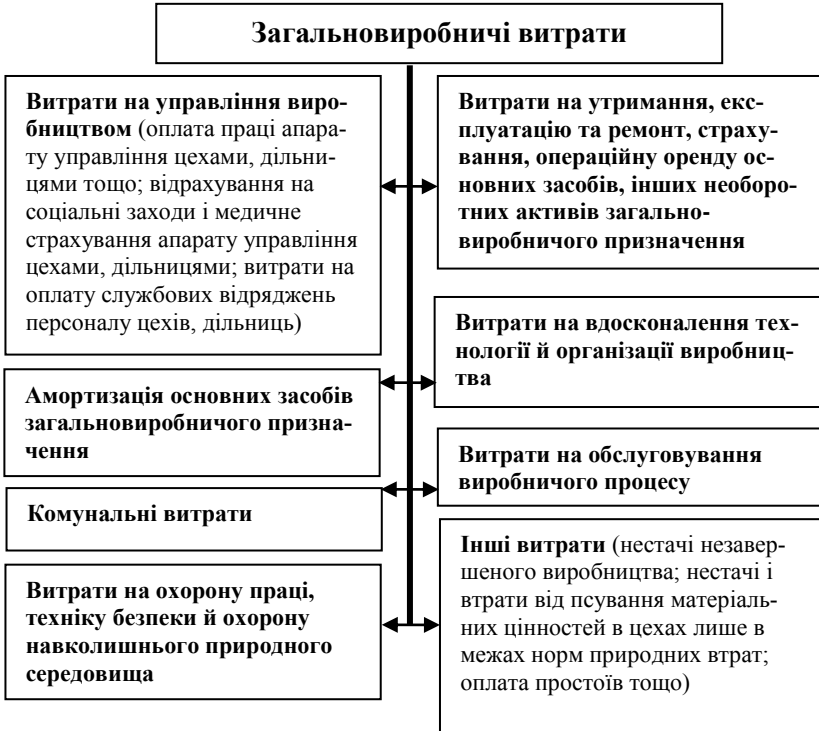 Загальновиробничі витрати
Витрати на управління виро-
бництвом (оплата праці апара-
ту управління цехами, дільни-
цями тощо; відрахування на
соціальні заходи і медичне
страхування апарату управління
цехами, дільницями; витрати на
оплату службових відряджень
персоналу цехів, дільниць)
Амортизація основних засобів
загальновиробничого призна-
чення
Комунальні витрати
Витрати на охорону праці,
техніку безпеки й охорону
навколишнього природного
середовища
Витрати на утримання, екс-
плуатацію та ремонт, страху-
вання, операційну оренду ос-
новних засобів, інших необоро-
тних активів загально-
виробничого призначення
Витрати на вдосконалення тех-
нології й організації виробниц-
тва
Витрати на обслуговування
виробничого процесу
Інші витрати (нестачі незавер-
шеного виробництва; нестачі і
втрати від псування матеріаль-
них цінностей в цехах лише в
межах норм природних втрат;
оплата простоїв тощо)